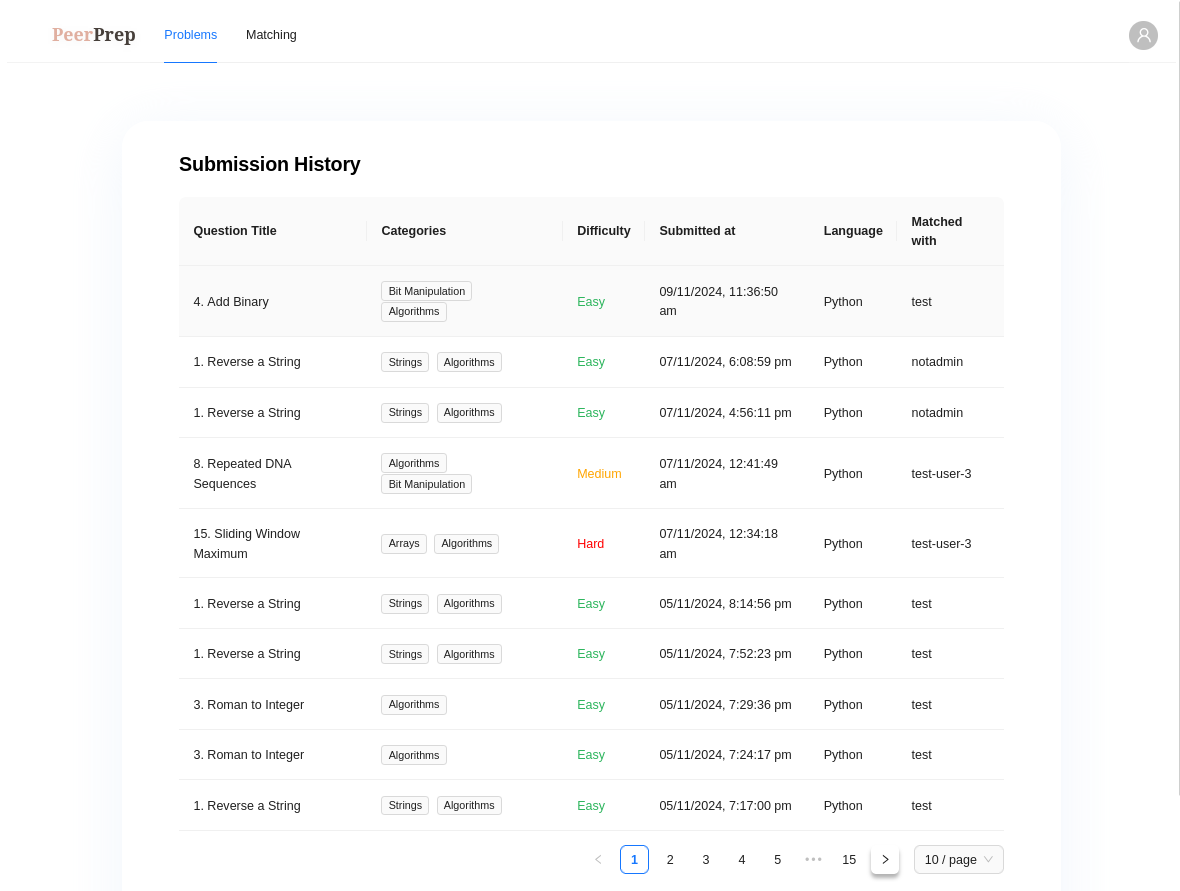 PeerPrep Problems Matching
Submission History
Question Title Categories Difficulty Submitted at Language Matched
with
4. Add Binary Bit Manipulation Easy 09/11/2024, 11:36:50 Python test
Algorithms am
1. Reverse a String Strings Algorithms Easy 07/11/2024, 6:08:59 pm Python notadmin
1. Reverse a String Strings Algorithms Easy 07/11/2024, 4:56:11 pm Python notadmin
8. Repeated DNA Algorithms Medium 07/11/2024, 12:41:49 Python test-user-3
Sequences Bit Manipulation am
15. Sliding Window Arrays Algorithms Hard 07/11/2024, 12:34:18 Python test-user-3
Maximum am
1. Reverse a String Strings Algorithms Easy 05/11/2024, 8:14:56 pm Python test
1. Reverse a String Strings Algorithms Easy 05/11/2024, 7:52:23 pm Python test
3. Roman to Integer Algorithms Easy 05/11/2024, 7:29:36 pm Python test
3. Roman to Integer Algorithms Easy 05/11/2024, 7:24:17 pm Python test
1. Reverse a String Strings Algorithms Easy 05/11/2024, 7:17:00 pm Python test
< 1 2 3 4 5 ••• 15 > 10 / page